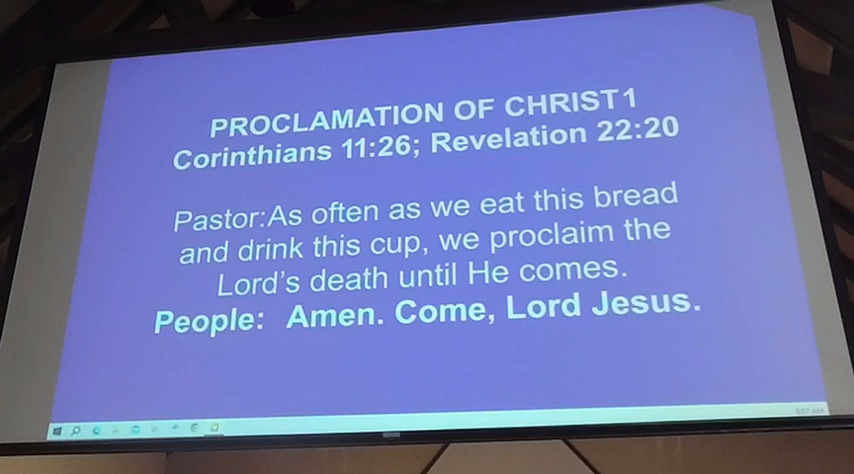 PROCLAMATION OF CHRIST1
Corinthians 11:26; Revelation 22:20
Pastor:As often as we eat this bread
and drink this cup, we proclaim the
Lord's death until He comes.
People: Amen. Come, Lord Jesus.